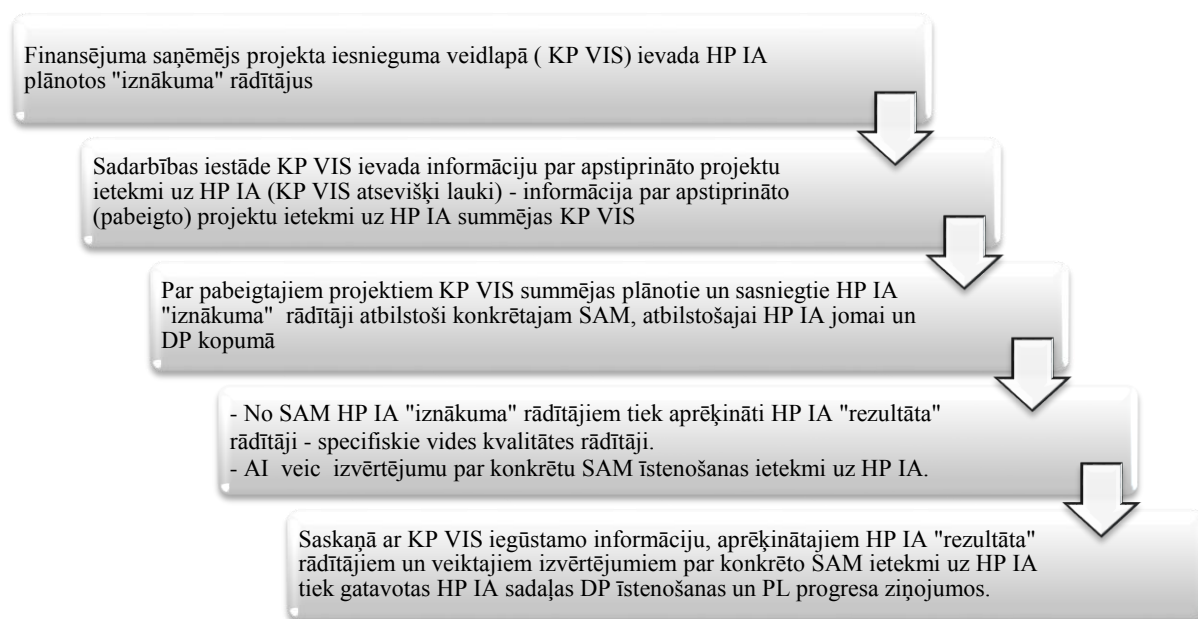 Finansējuma saņēmējs projekta iesnieguma veidlapā ( KP VIS) ievada HP IA
plānotos "iznākuma" rādītājus
Sadarbības iestāde KP VIS ievada informāciju par apstiprināto projektu
ietekmi uz HP IA (KP VIS atsevišķi lauki) - informācija par apstiprināto
(pabeigto) projektu ietekmi uz HP IA summējas KP VIS
Par pabeigtajiem projektiem KP VIS summējas plānotie un sasniegtie HP IA
"iznākuma" rādītāji atbilstoši konkrētajam SAM, atbilstošajai HP IA jomai un
DP kopumā
- No SAM HP IA "iznākuma" rādītājiem tiek aprēķināti HP IA "rezultāta"
rādītāji - specifiskie vides kvalitātes rādītāji.
- AI veic izvērtējumu par konkrētu SAM īstenošanas ietekmi uz HP IA.
Saskaņā ar KP VIS iegūstamo informāciju, aprēķinātajiem HP IA "rezultāta"
rādītājiem un veiktajiem izvērtējumiem par konkrēto SAM ietekmi uz HP IA
tiek gatavotas HP IA sadaļas DP īstenošanas un PL progresa ziņojumos.